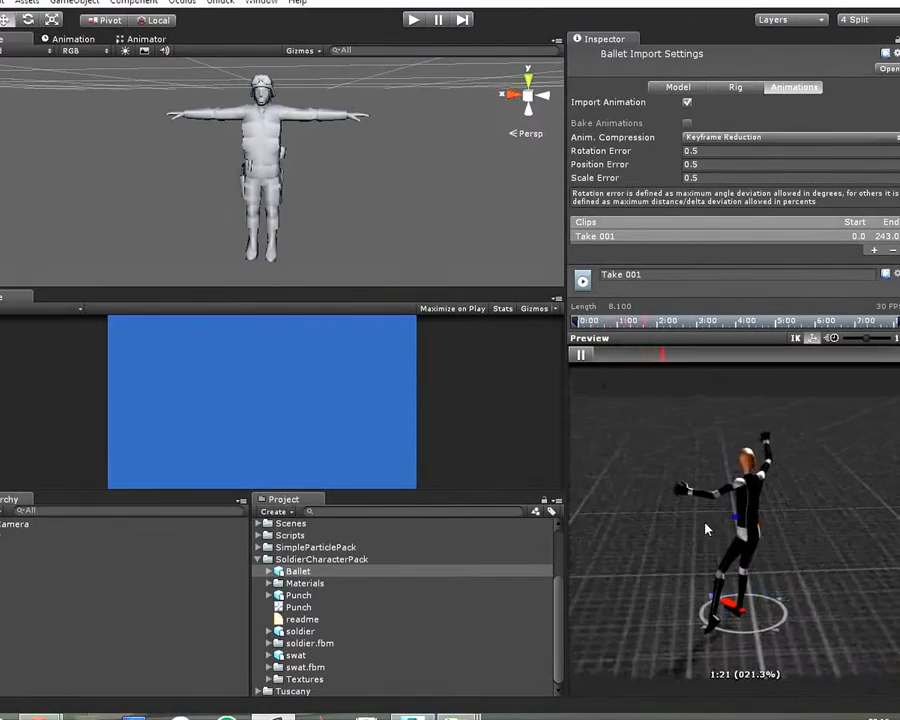 Assets GameObject Component Oculus Unlock Window Help
Pivot Local Layers 4 Split
Animation Animator Inspector
RGB Gizmos All Ballet Import Settings
Open
y
x
Persp
Model Rig Animations
Import Animation
Bake Animations
Anim. Compression Keyframe Reduction
Rotation Error 0.5
Position Error 0.5
Scale Error 0.5
Rotation error is defined as maximum angle deviation allowed in degrees, for others it is
defined as maximum distance/delta deviation allowed in percents
Clips Start End
Take 001 0.0 243.0
+ −
Take 001
Maximize on Play Stats Gizmos
Length 8.100 30 FPS
0:00 1:00 2:00 3:00 4:00 5:00 6:00 7:00
Preview IK 1
1:21 (021.3%)
rchy Project
All Create
Camera
Scenes
Scripts
SimpleParticlePack
SoldierCharacterPack
Ballet
Materials
Punch
Punch
readme
soldier
soldier.fbm
swat
swat.fbm
Textures
Tuscany